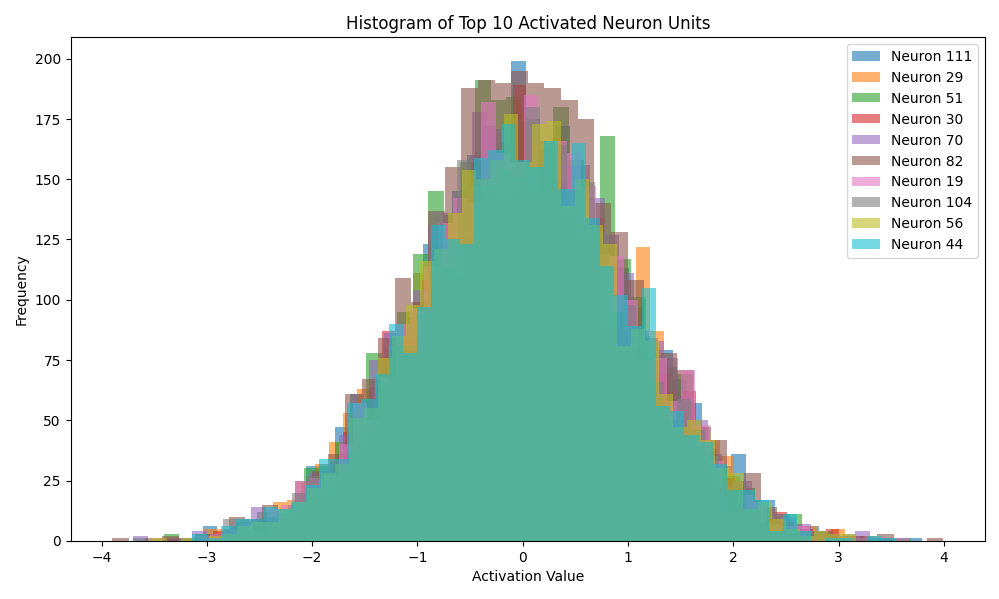 Histogram of Top 10 Activated Neuron Units
Frequency
200
175
150
125
100
75
50
25
0
−4
−3
−2
−1
0
1
2
3
4
Activation Value
Neuron 111
Neuron 29
Neuron 51
Neuron 30
Neuron 70
Neuron 82
Neuron 19
Neuron 104
Neuron 56
Neuron 44